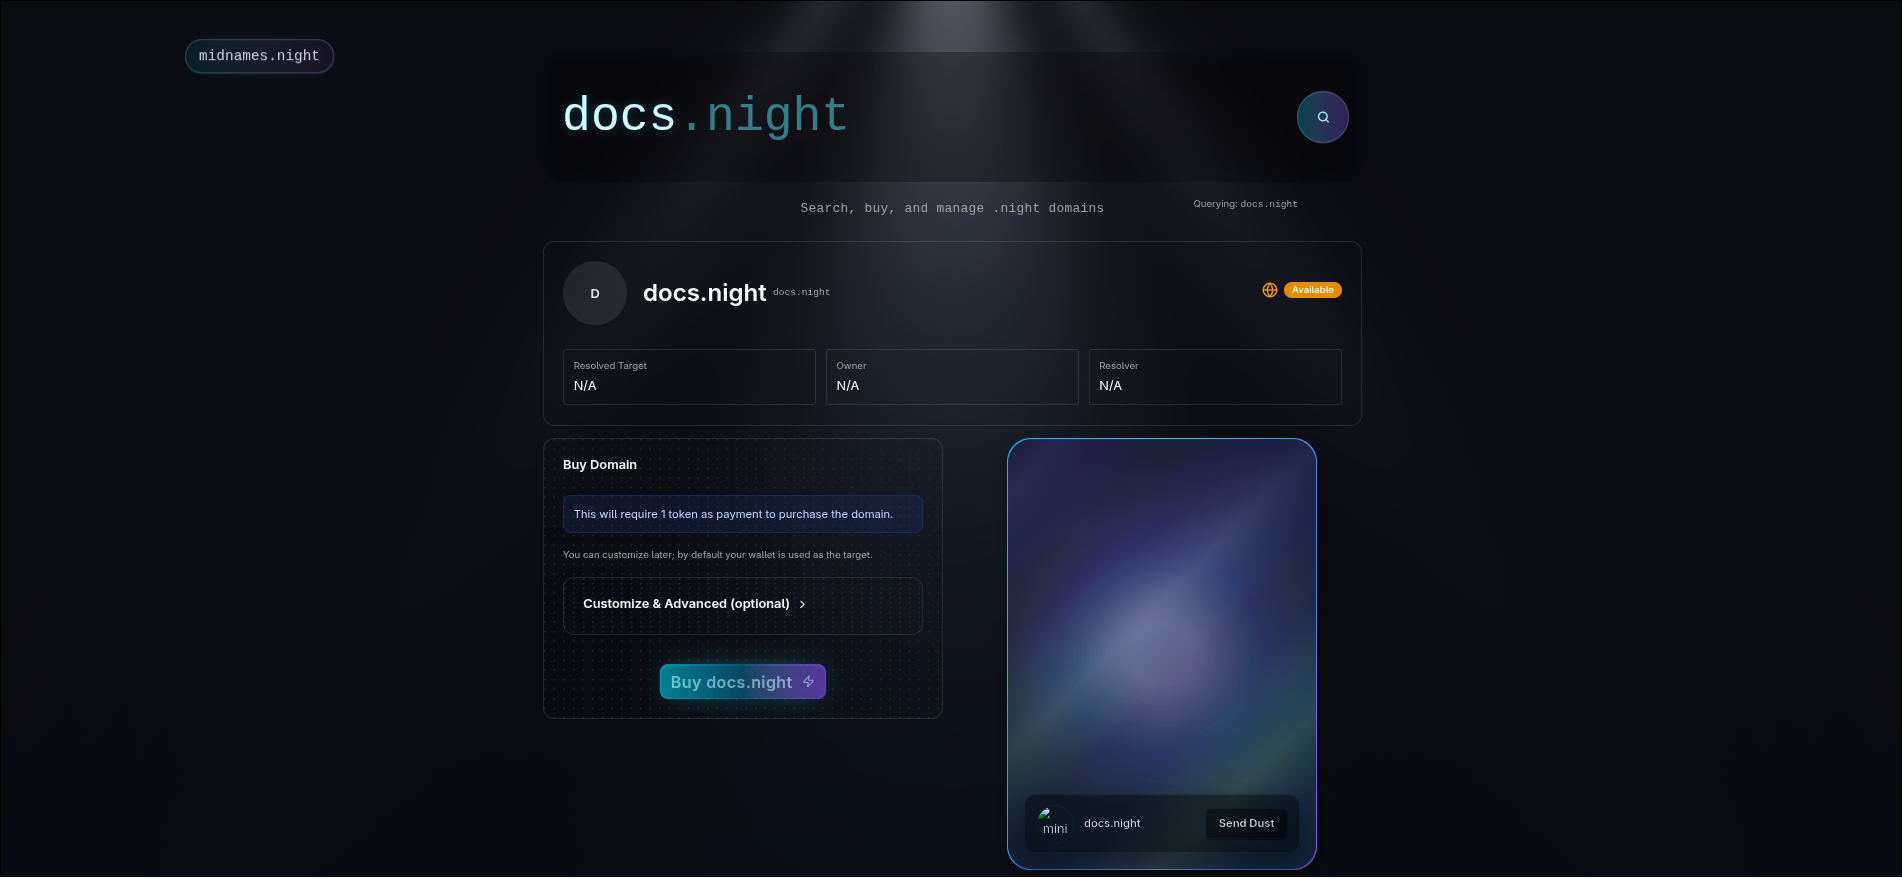 midnames.night
docs.night
Search, buy, and manage .night domains
Querying: docs.night
D
docs.night docs.night
Available
Resolved Target
N/A
Owner
N/A
Resolver
N/A
Buy Domain
This will require 1 token as payment to purchase the domain.
You can customize later; by default your wallet is used as the target.
Customize & Advanced (optional)
Buy docs.night
mini
docs.night
Send Dust